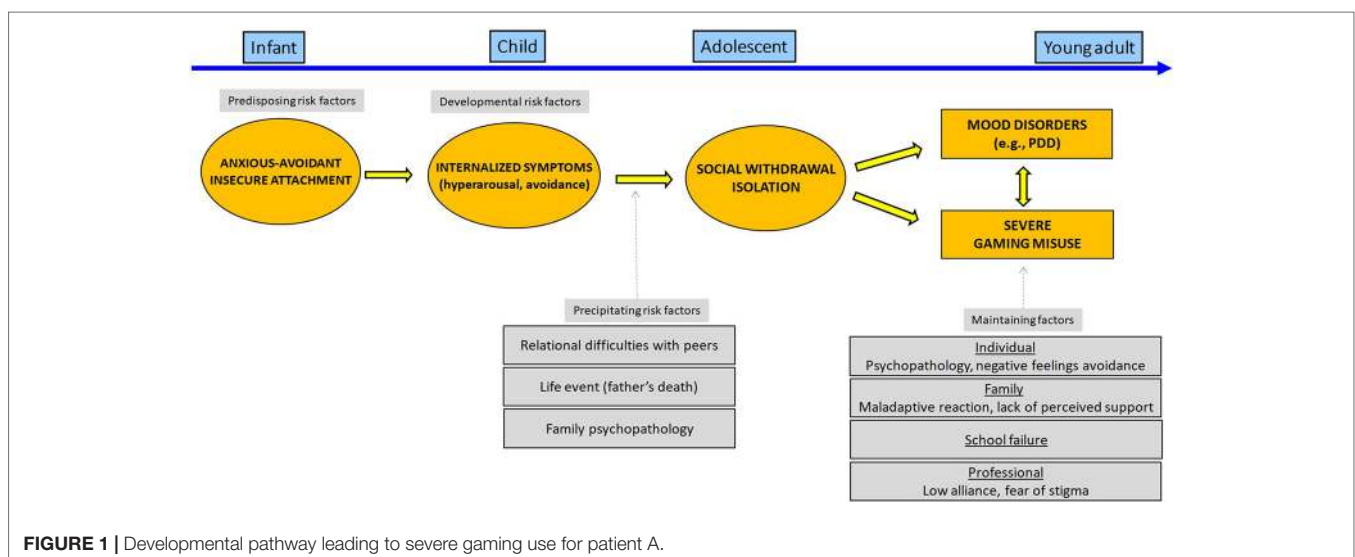 Infant
Child
Adolescent
Young adult
Predisposing risk factors
Developmental risk factors
ANXIOUS-AVOIDANT
INSECURE ATTACHMENT
INTERNALIZED SYMPTOMS
(hyperarousal, avoidance)
SOCIAL WITHDRAWAL
ISOLATION
MOOD DISORDERS
(e.g., PDD)
SEVERE
GAMING MISUSE
Precipitating risk factors
Relational difficulties with peers
Life event (father's death)
Family psychopathology
Maintaining factors
Individual
Psychopathology, negative feelings avoidance
Family
Maladaptive reaction, lack of perceived support
School failure
Professional
Low alliance, fear of stigma
FIGURE 1 | Developmental pathway leading to severe gaming use for patient A.